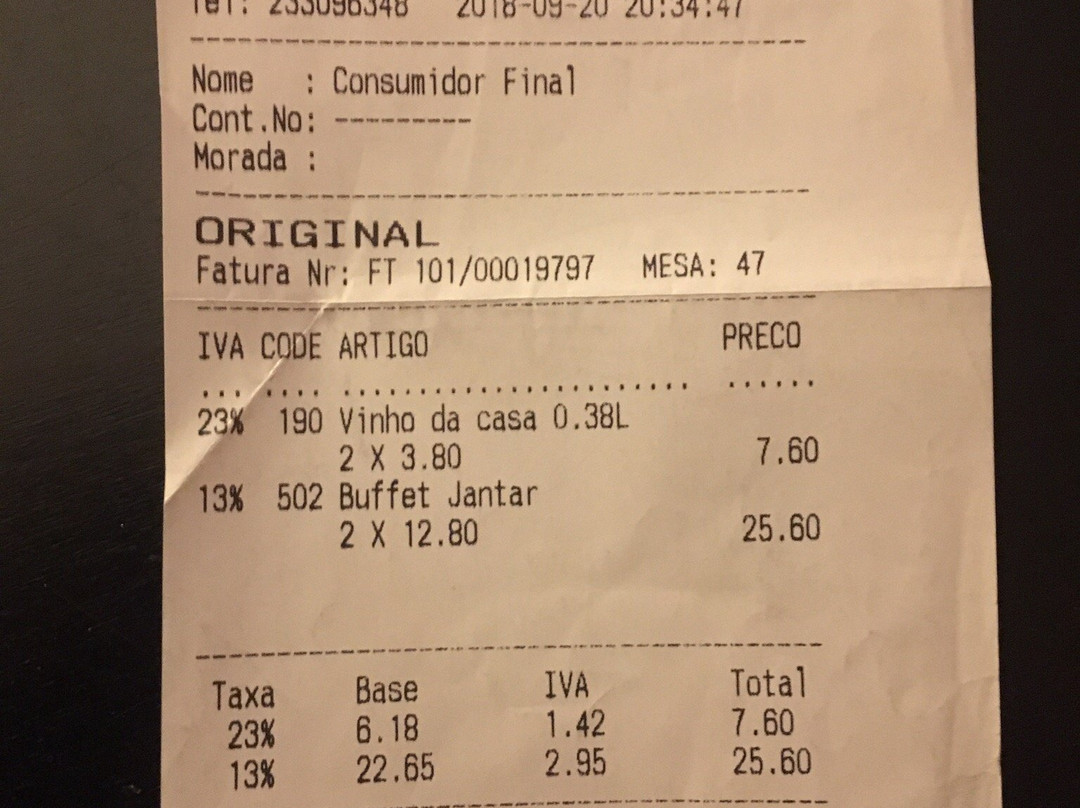 Tel: 233096348 2018-09-20 20:34:47
Nome : Consumidor Final
Cont.No: ---------
Morada :
ORIGINAL
Fatura Nr: FT 101/00019797 MESA: 47
IVA CODE ARTIGO PRECO
23% 190 Vinho da casa 0.38L
2 X 3.80 7.60
13% 502 Buffet Jantar
2 X 12.80 25.60
Taxa Base IVA Total
23% 6.18 1.42 7.60
13% 22.65 2.95 25.60